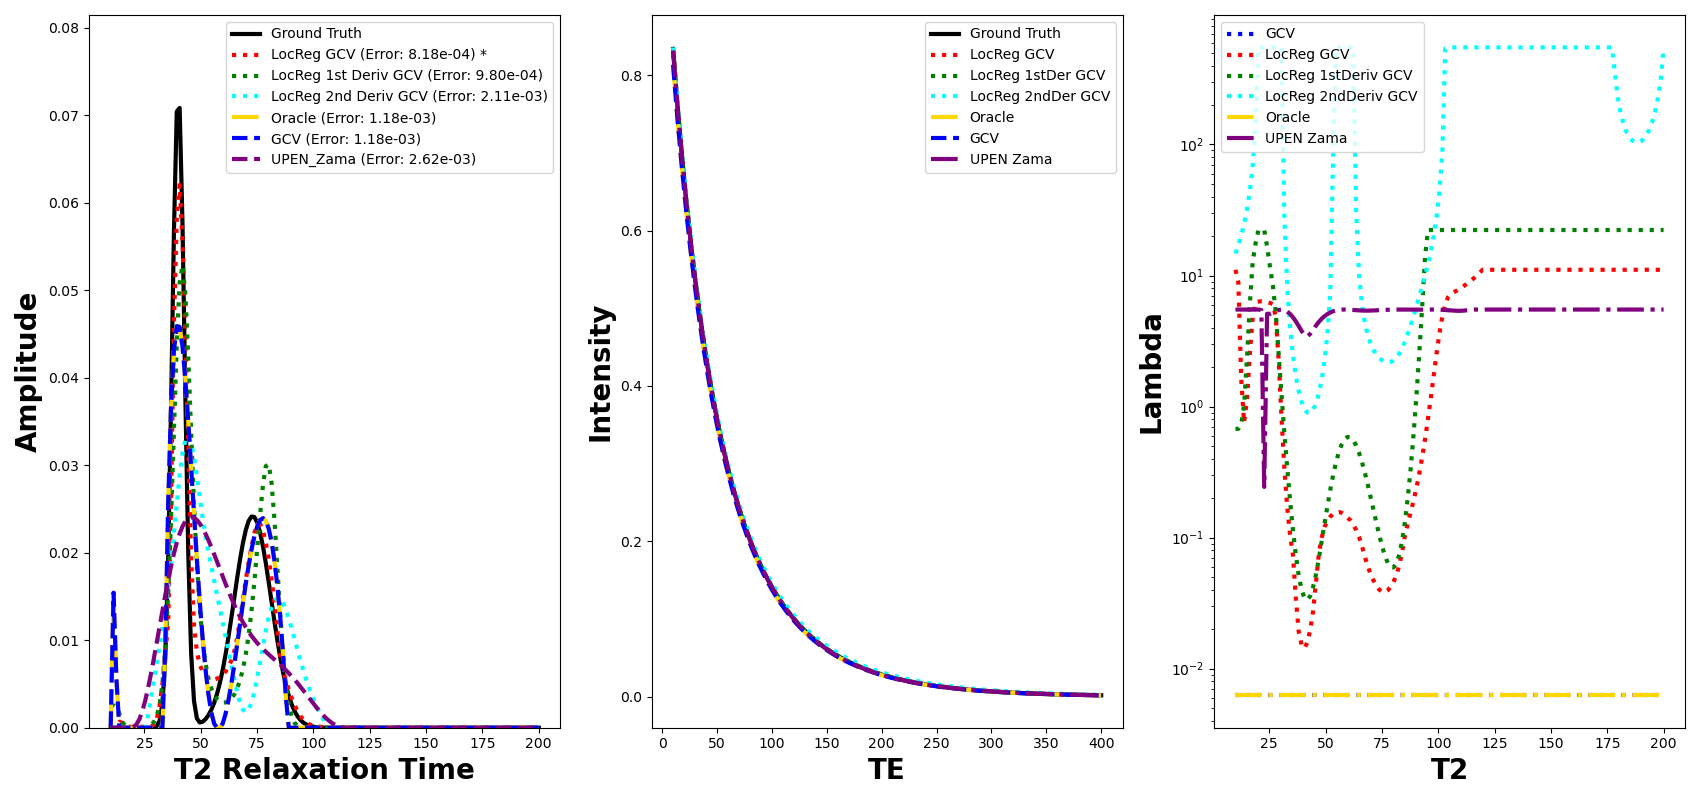 0.08
0.07
0.06
0.05
0.04
0.03
0.02
0.01
0.00
Amplitude
25 50 75 100 125 150 175 200
T2 Relaxation Time
Ground Truth
LocReg GCV (Error: 8.18e-04) *
LocReg 1st Deriv GCV (Error: 9.80e-04)
LocReg 2nd Deriv GCV (Error: 2.11e-03)
Oracle (Error: 1.18e-03)
GCV (Error: 1.18e-03)
UPEN_Zama (Error: 2.62e-03)
0.8
0.6
0.4
0.2
0.0
Intensity
0 50 100 150 200 250 300 350 400
TE
Ground Truth
LocReg GCV
LocReg 1stDer GCV
LocReg 2ndDer GCV
Oracle
GCV
UPEN Zama
10²
10¹
10⁰
10⁻¹
10⁻²
Lambda
25 50 75 100 125 150 175 200
T2
GCV
LocReg GCV
LocReg 1stDeriv GCV
LocReg 2ndDeriv GCV
Oracle
UPEN Zama